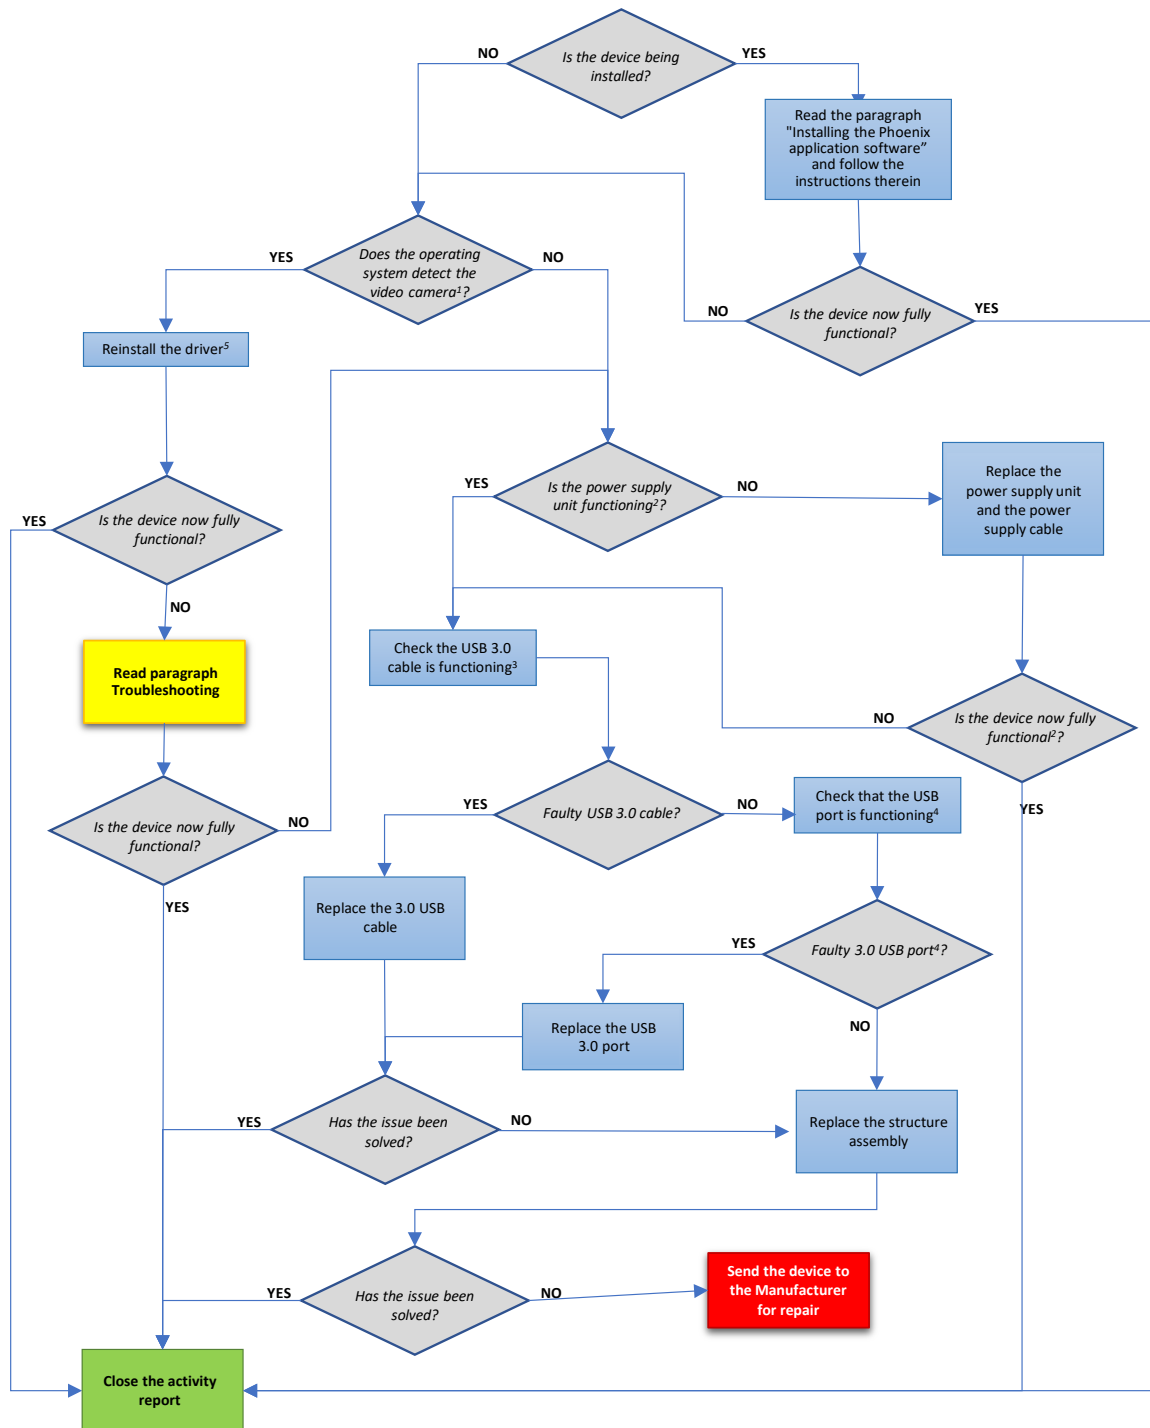 NO
Is the device being
installed?
YES
Read the paragraph
"Installing the Phoenix
application software”
and follow the
instructions therein
YES
Does the operating
system detect the
video camera¹?
NO
NO
Is the device now fully
functional?
YES
Reinstall the driver⁵
YES
Is the power supply
unit functioning²?
NO
Replace the
power supply unit
and the power
supply cable
YES
Is the device now fully
functional?
NO
Check the USB 3.0
cable is functioning³
Read paragraph
Troubleshooting
NO
Is the device now fully
functional²?
YES
YES
Faulty USB 3.0 cable?
NO
Check that the USB
port is functioning⁴
Is the device now fully
functional?
NO
YES
Replace the 3.0 USB
cable
YES
Faulty 3.0 USB port⁴?
NO
Replace the USB
3.0 port
YES
Has the issue been
solved?
NO
Replace the structure
assembly
YES
Has the issue been
solved?
NO
Send the device to
the Manufacturer
for repair
Close the activity
report